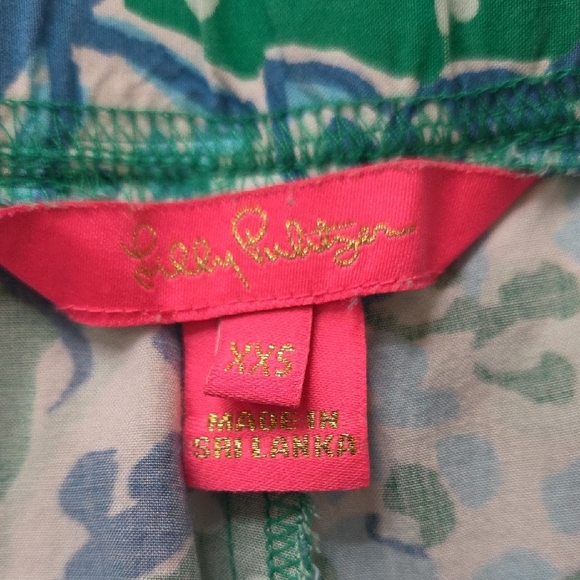 Lilly Pulitzer
XXS
MADE IN
SRI LANKA